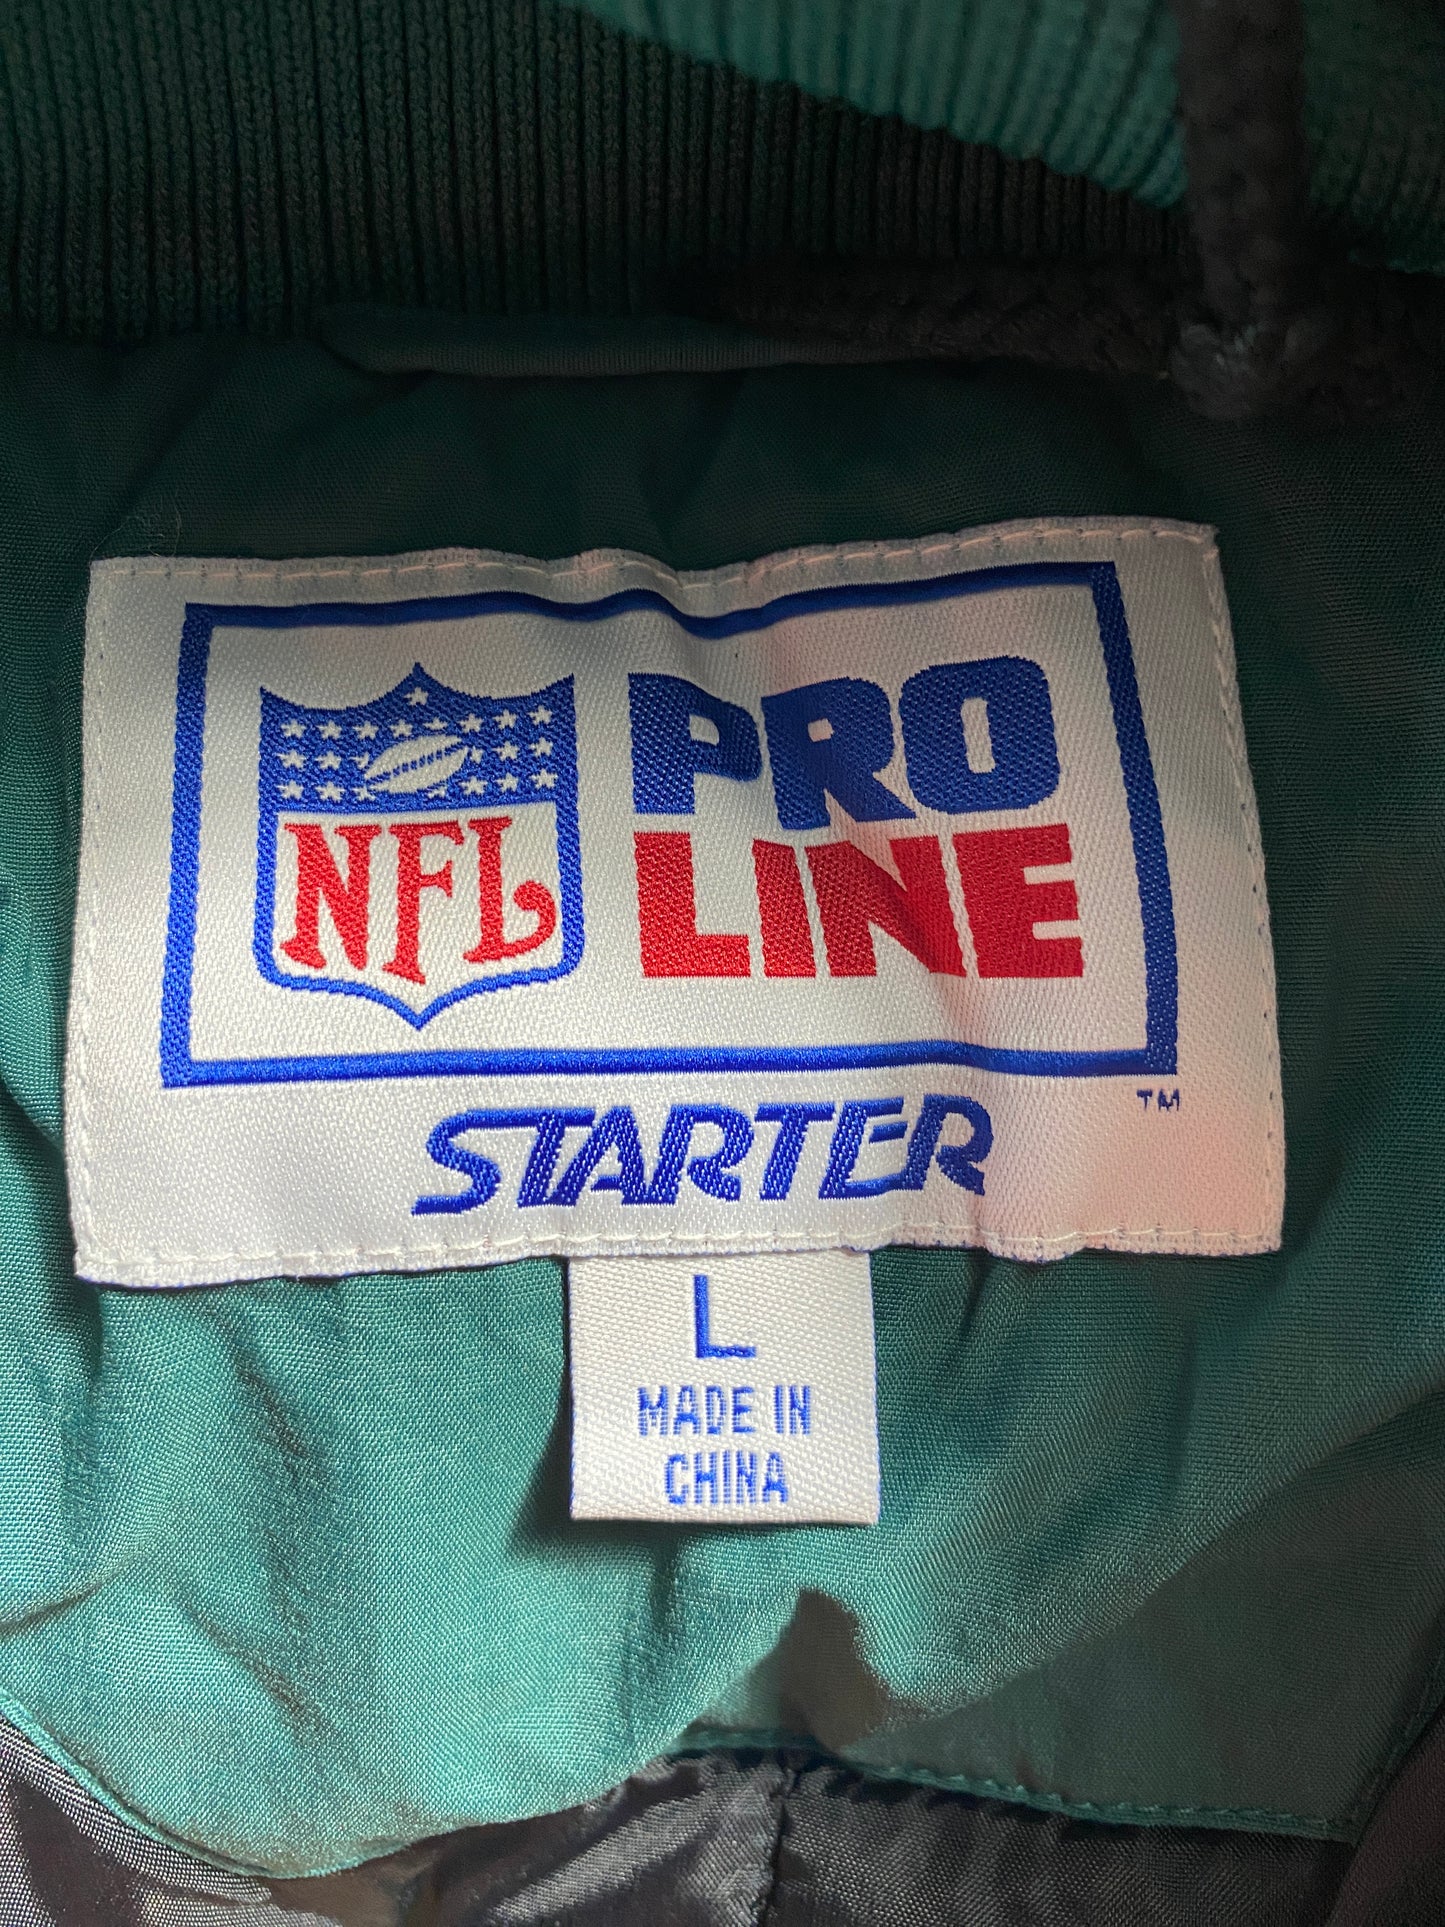 NFL
PRO
LINE
™
STARTER
L
MADE IN
CHINA